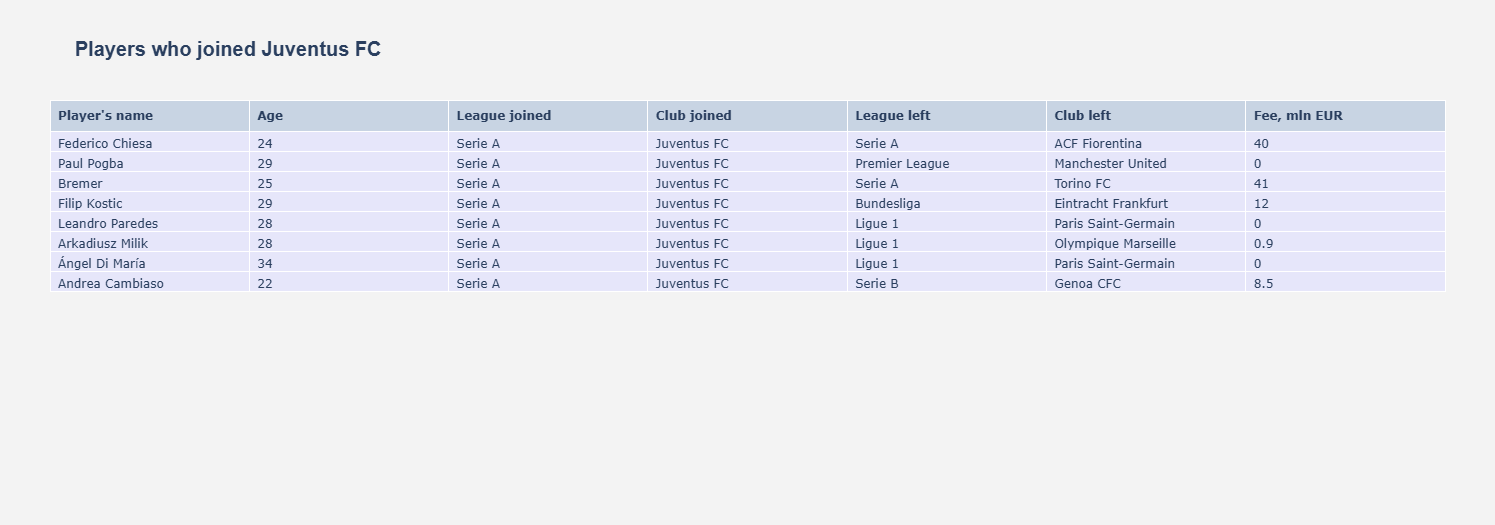 Players who joined Juventus FC
Player's name Age League joined Club joined League left Club left Fee, mln EUR
Federico Chiesa 24 Serie A Juventus FC Serie A ACF Fiorentina 40
Paul Pogba 29 Serie A Juventus FC Premier League Manchester United 0
Bremer 25 Serie A Juventus FC Serie A Torino FC 41
Filip Kostic 29 Serie A Juventus FC Bundesliga Eintracht Frankfurt 12
Leandro Paredes 28 Serie A Juventus FC Ligue 1 Paris Saint-Germain 0
Arkadiusz Milik 28 Serie A Juventus FC Ligue 1 Olympique Marseille 0.9
Ángel Di María 34 Serie A Juventus FC Ligue 1 Paris Saint-Germain 0
Andrea Cambiaso 22 Serie A Juventus FC Serie B Genoa CFC 8.5